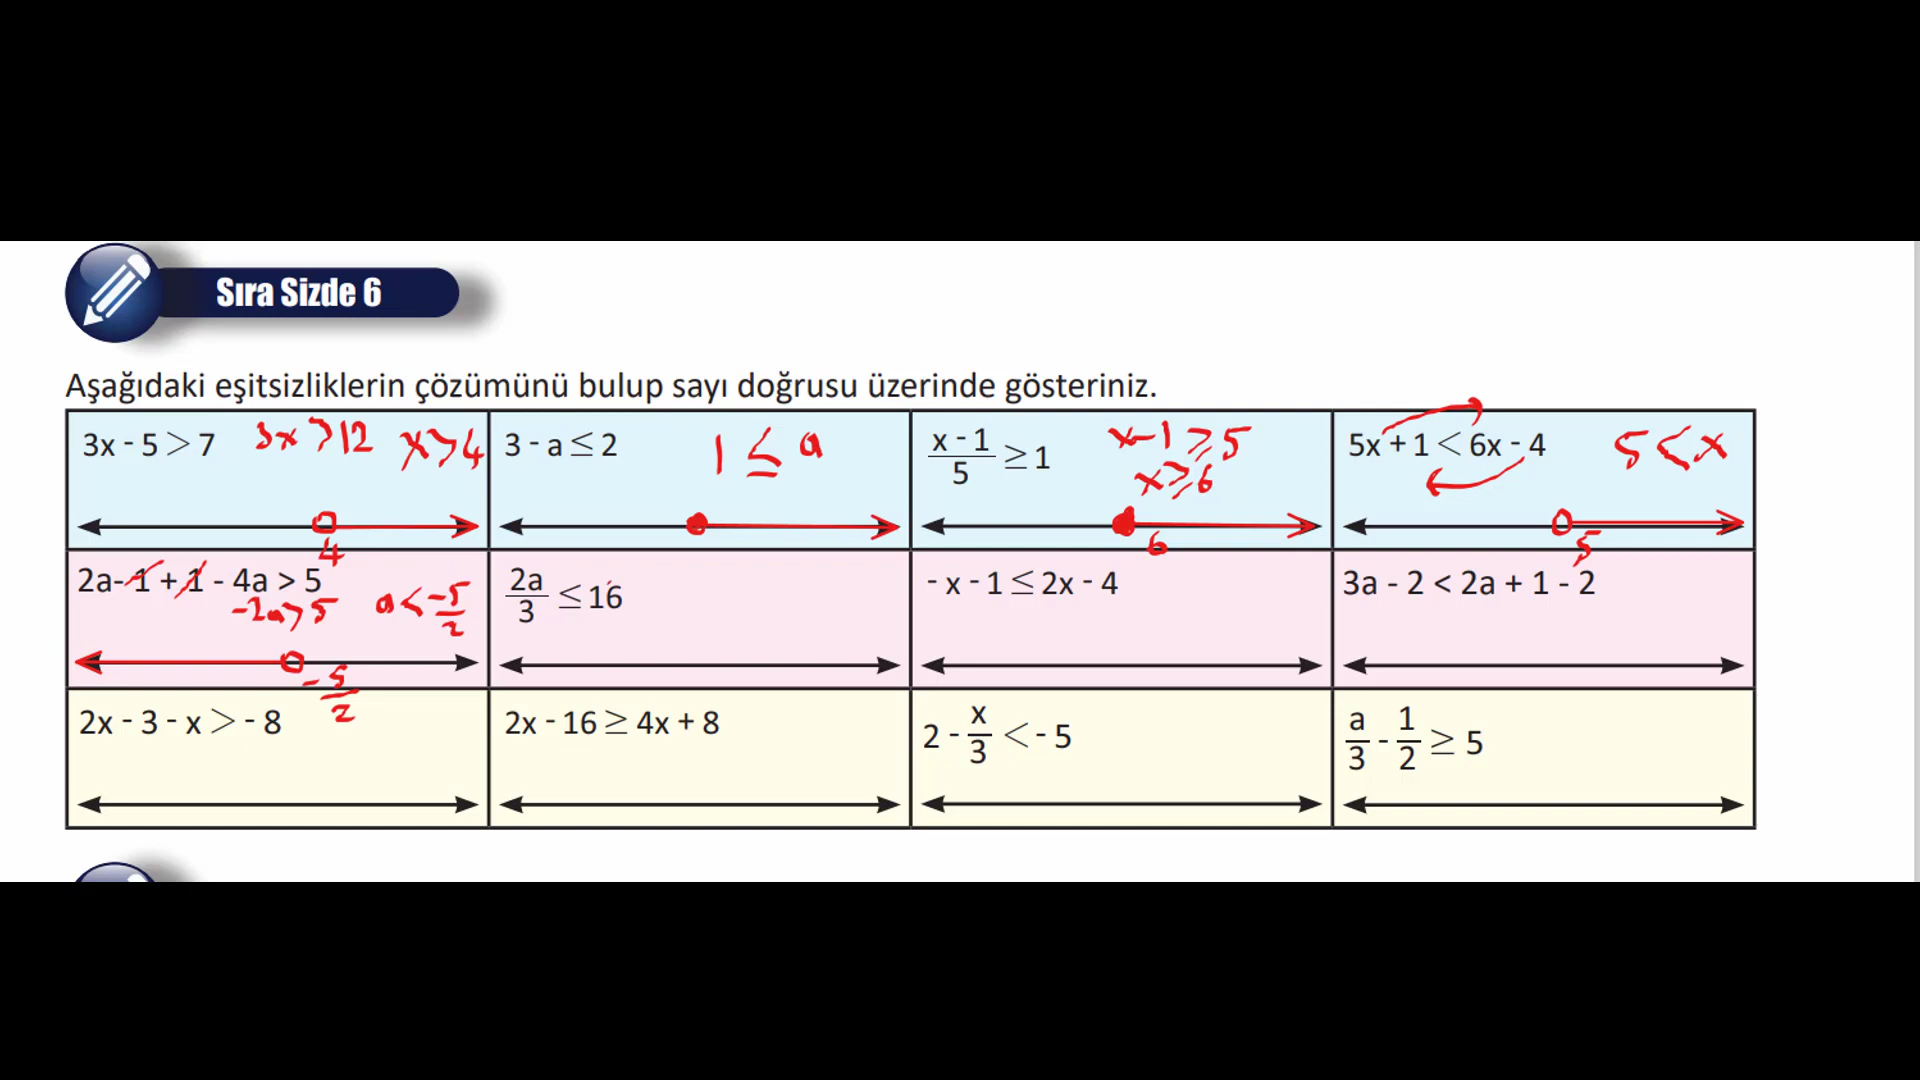 Sıra Sizde 6
Aşağıdaki eşitsizliklerin çözümünü bulup sayı doğrusu üzerinde gösteriniz.
3x - 5 > 7 3x > 12 x > 4
4
3 - a ≤ 2 1 ≤ a
(x - 1)/5 ≥ 1 x-1 ≥ 5
x ≥ 6
6
5x + 1 < 6x - 4 5 < x
5
2a- 1 + 1 - 4a > 5
-2a > 5 a < -5/2
-5/2
2a/3 ≤ 16
- x - 1 ≤ 2x - 4
3a - 2 < 2a + 1 - 2
2x - 3 - x > - 8
2x - 16 ≥ 4x + 8
2 - x/3 < - 5
a/3 - 1/2 ≥ 5